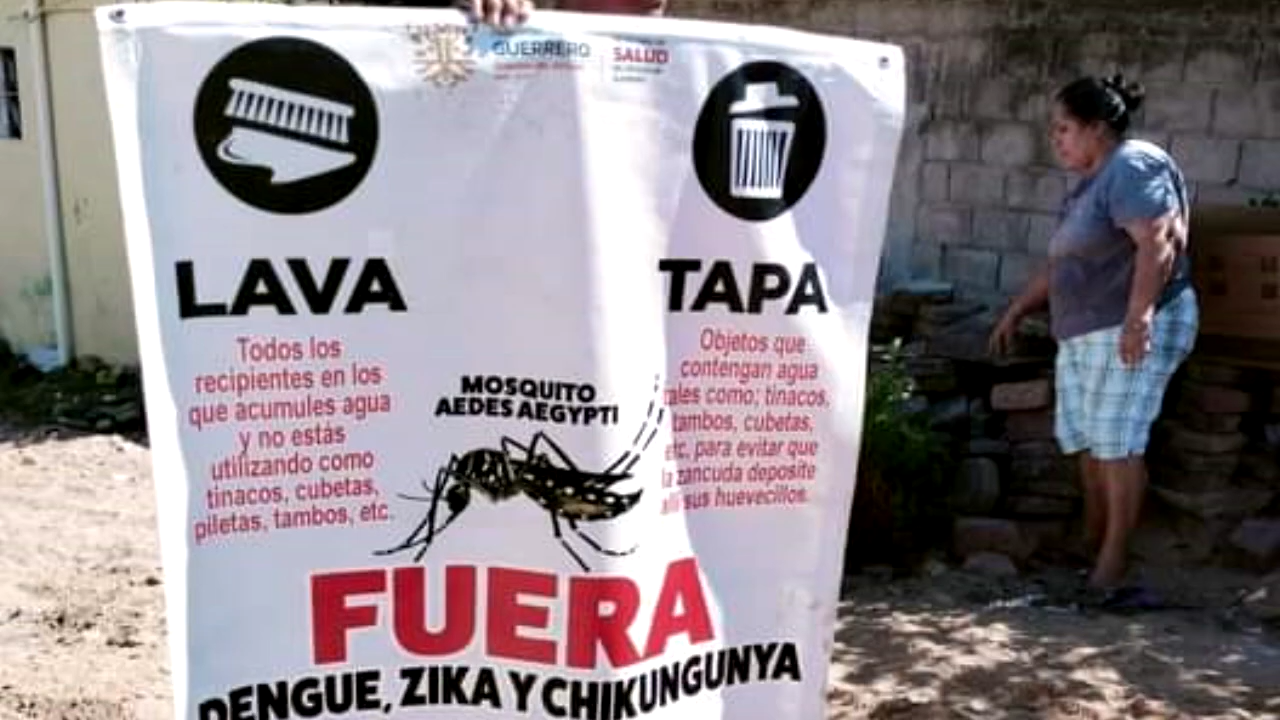 GUERRERO
SALUD
LAVA
Todos los
recipientes en los
que acumules agua
y no estás
utilizando como
tinacos, cubetas,
piletas, tambos, etc.
TAPA
Objetos que
contengan agua
tales como; tinacos,
tambos, cubetas,
etc, para evitar que
la zancuda deposite
sus huevecillos.
MOSQUITO
AEDES AEGYPTI
FUERA
DENGUE, ZIKA Y CHIKUNGUNYA